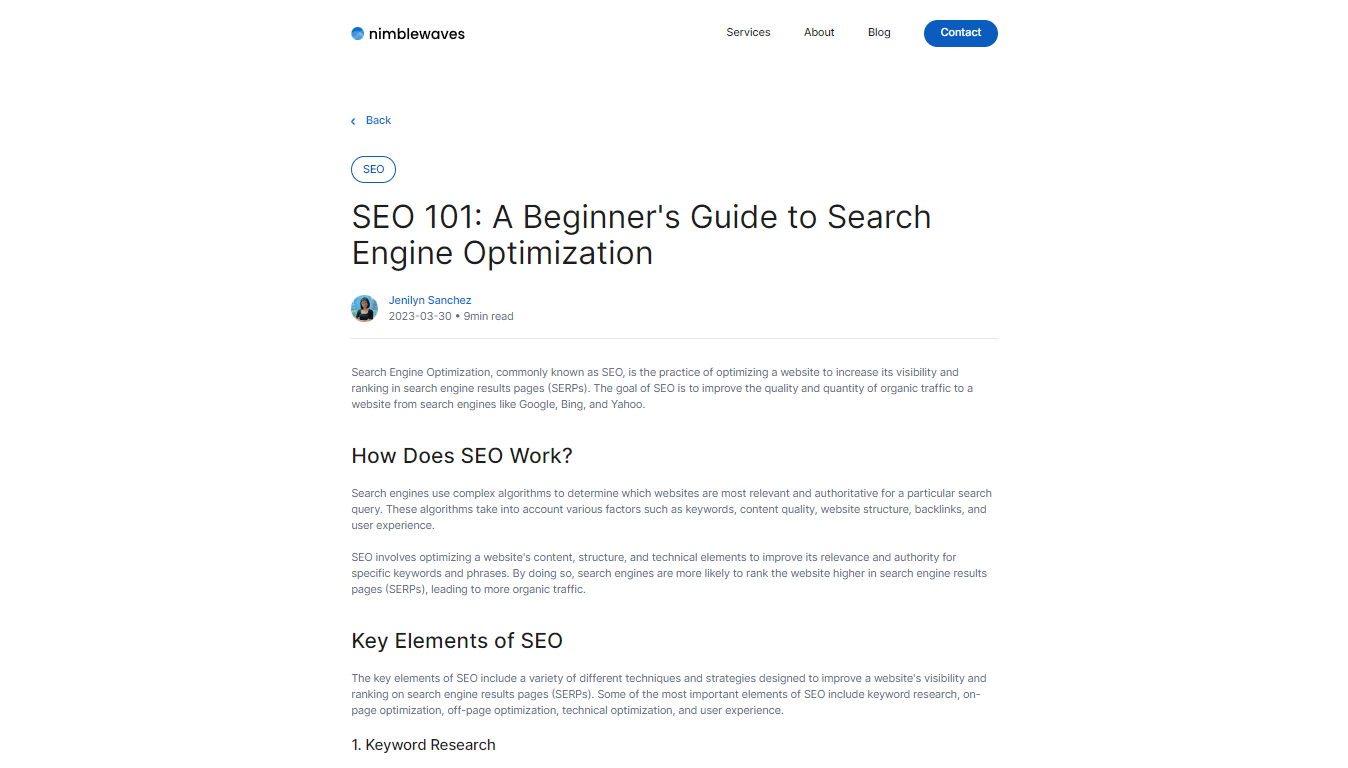 nimblewaves
Services
About
Blog
Contact
Back
SEO
SEO 101: A Beginner's Guide to Search
Engine Optimization
Jenilyn Sanchez
2023-03-30 • 9min read
Search Engine Optimization, commonly known as SEO, is the practice of optimizing a website to increase its visibility and
ranking in search engine results pages (SERPs). The goal of SEO is to improve the quality and quantity of organic traffic to a
website from search engines like Google, Bing, and Yahoo.
How Does SEO Work?
Search engines use complex algorithms to determine which websites are most relevant and authoritative for a particular search
query. These algorithms take into account various factors such as keywords, content quality, website structure, backlinks, and
user experience.
SEO involves optimizing a website's content, structure, and technical elements to improve its relevance and authority for
specific keywords and phrases. By doing so, search engines are more likely to rank the website higher in search engine results
pages (SERPs), leading to more organic traffic.
Key Elements of SEO
The key elements of SEO include a variety of different techniques and strategies designed to improve a website's visibility and
ranking on search engine results pages (SERPs). Some of the most important elements of SEO include keyword research, on-
page optimization, off-page optimization, technical optimization, and user experience.
1. Keyword Research